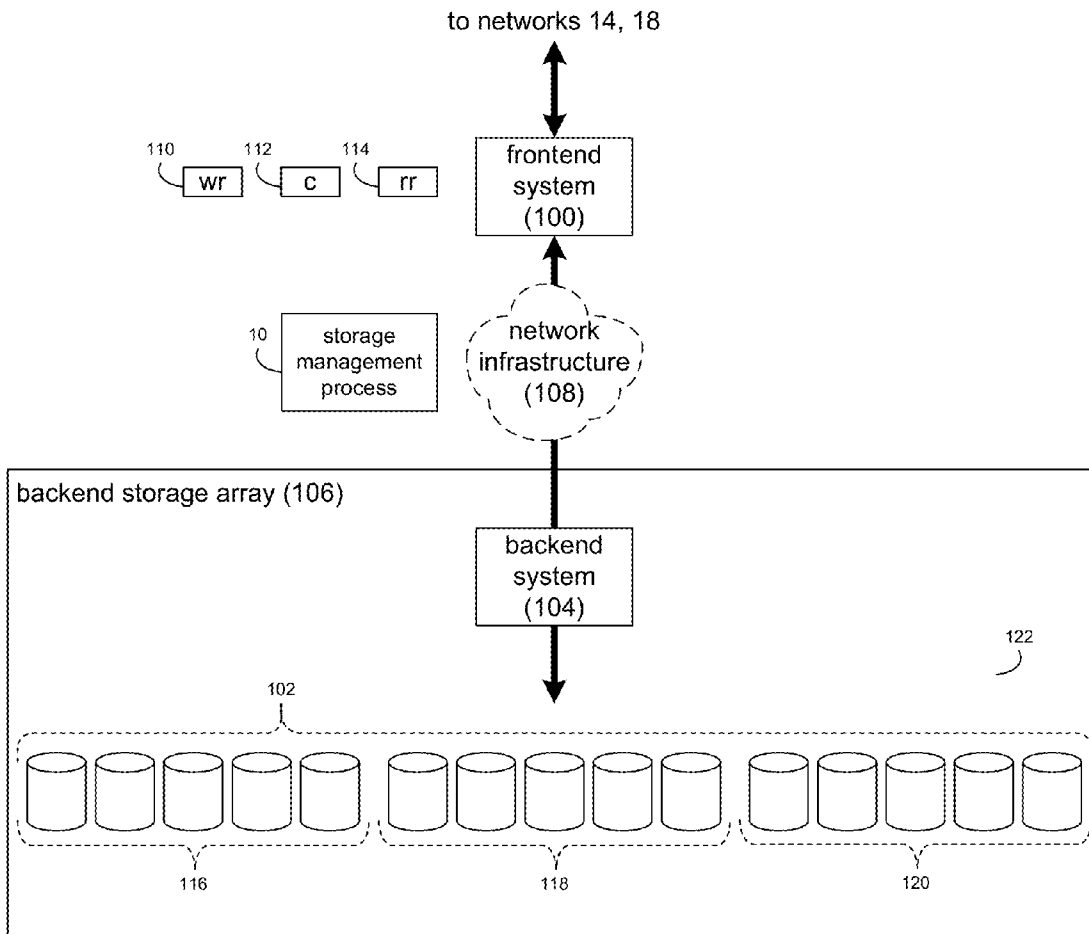 to networks 14, 18
110
112
114
wr
c
rr
frontend
system
(100)
10
storage
management
process
network
infrastructure
(108)
backend storage array (106)
backend
system
(104)
122
102
116
118
120